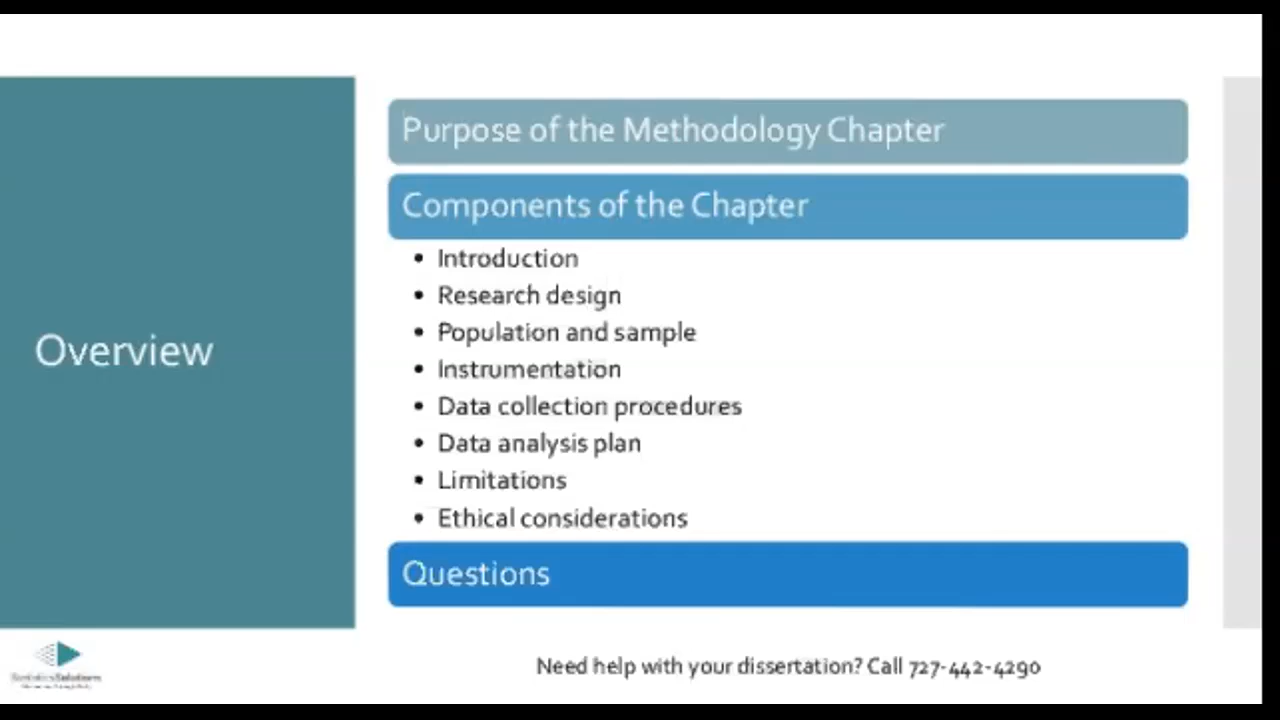 Overview
Purpose of the Methodology Chapter
Components of the Chapter
• Introduction
• Research design
• Population and sample
• Instrumentation
• Data collection procedures
• Data analysis plan
• Limitations
• Ethical considerations
Questions
StatisticsSolutions
Need help with your dissertation? Call 727-442-4290